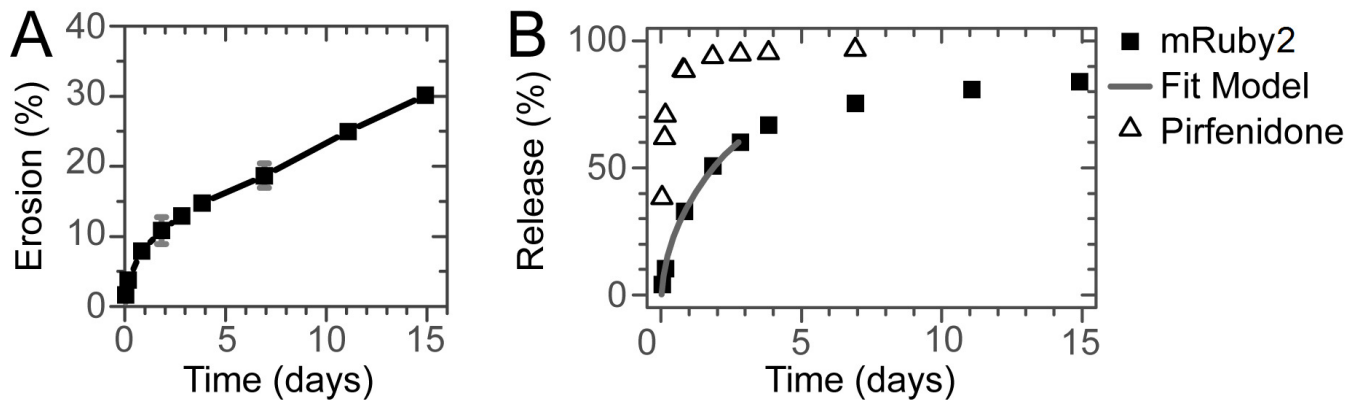 A
Erosion (%)
40
30
20
10
0
0 5 10 15
Time (days)
B
Release (%)
100
50
0
0 5 10 15
Time (days)
mRuby2
Fit Model
Pirfenidone